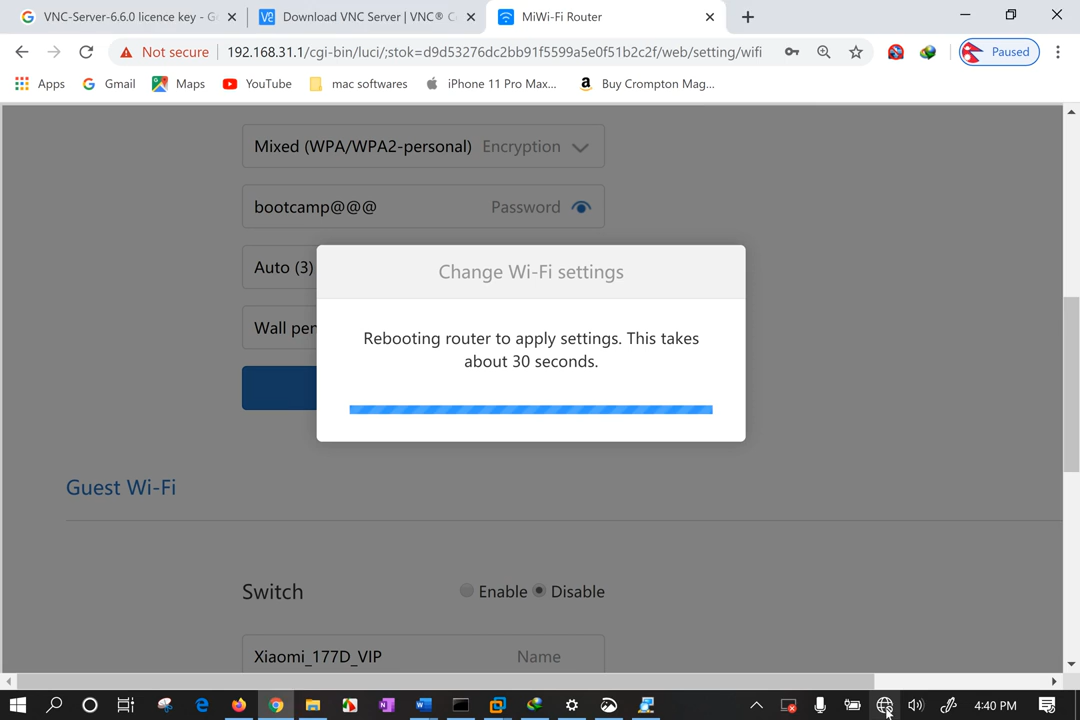 VNC-Server-6.6.0 licence key - G
Download VNC Server | VNC® C
MiWi-Fi Router
Not secure
192.168.31.1/cgi-bin/luci/;stok=d9d53276dc2bb91f5599a5e0f51b2c2f/web/setting/wifi
Paused
Apps
Gmail
Maps
YouTube
mac softwares
iPhone 11 Pro Max...
Buy Crompton Mag...
Mixed (WPA/WPA2-personal) Encryption
bootcamp@@@ Password
Auto (3)
Wall pen
Change Wi-Fi settings
Rebooting router to apply settings. This takes
about 30 seconds.
Guest Wi-Fi
Switch Enable Disable
Xiaomi_177D_VIP Name
4:40 PM